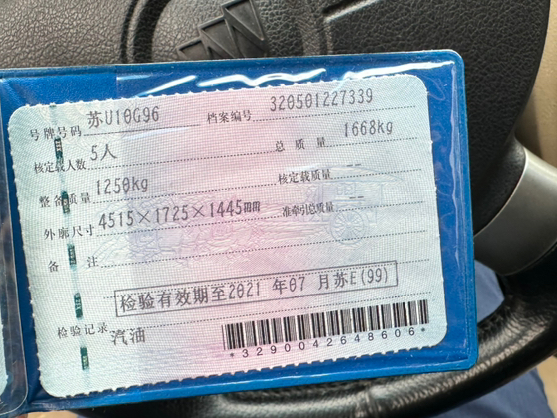 号牌号码 苏U10G96 档案编号 320501227339
核定载人数 5人 总质量 1668kg
整备质量 1250kg 核定载质量 --
外廓尺寸 4515×1725×1445mm 准牵引总质量 --
备注
检验有效期至2021 年07 月苏E(99)
检验记录
汽油
*3290042648606*